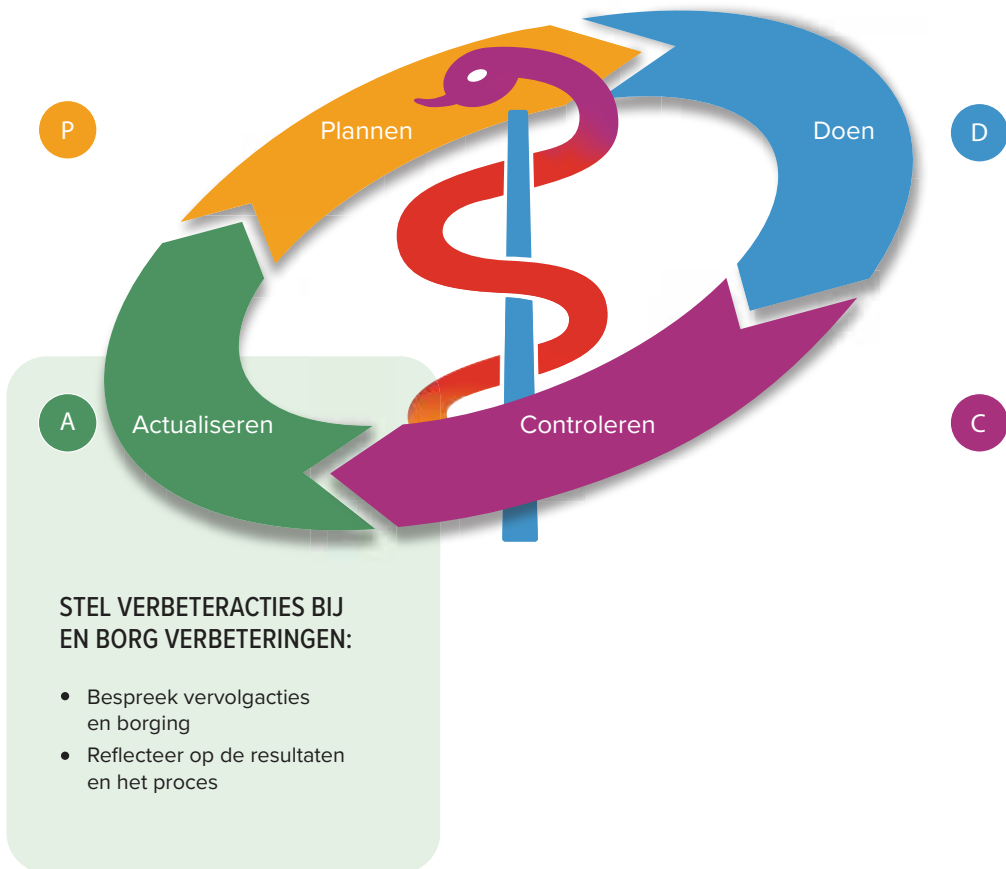 P
Plannen
Doen
D
A
Actualiseren
Controleren
C
STEL VERBETERACTIES BIJ
EN BORG VERBETERINGEN:
• Bespreek vervolgacties
en borging
• Reflecteer op de resultaten
en het proces